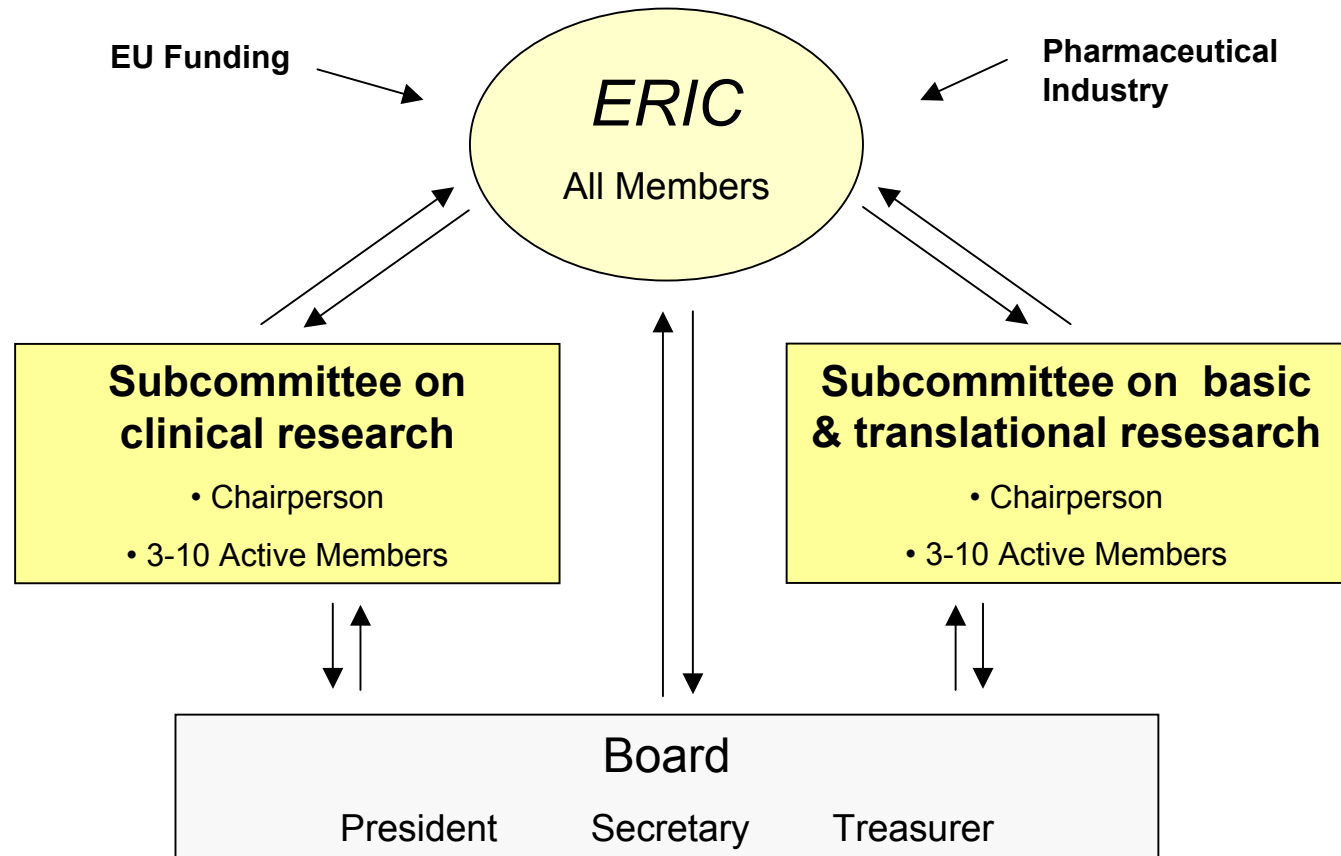 EU Funding
ERIC
All Members
Pharmaceutical
Industry
Subcommittee on
clinical research
• Chairperson
• 3-10 Active Members
Subcommittee on  basic
& translational resesarch
• Chairperson
• 3-10 Active Members
Board
President Secretary Treasurer